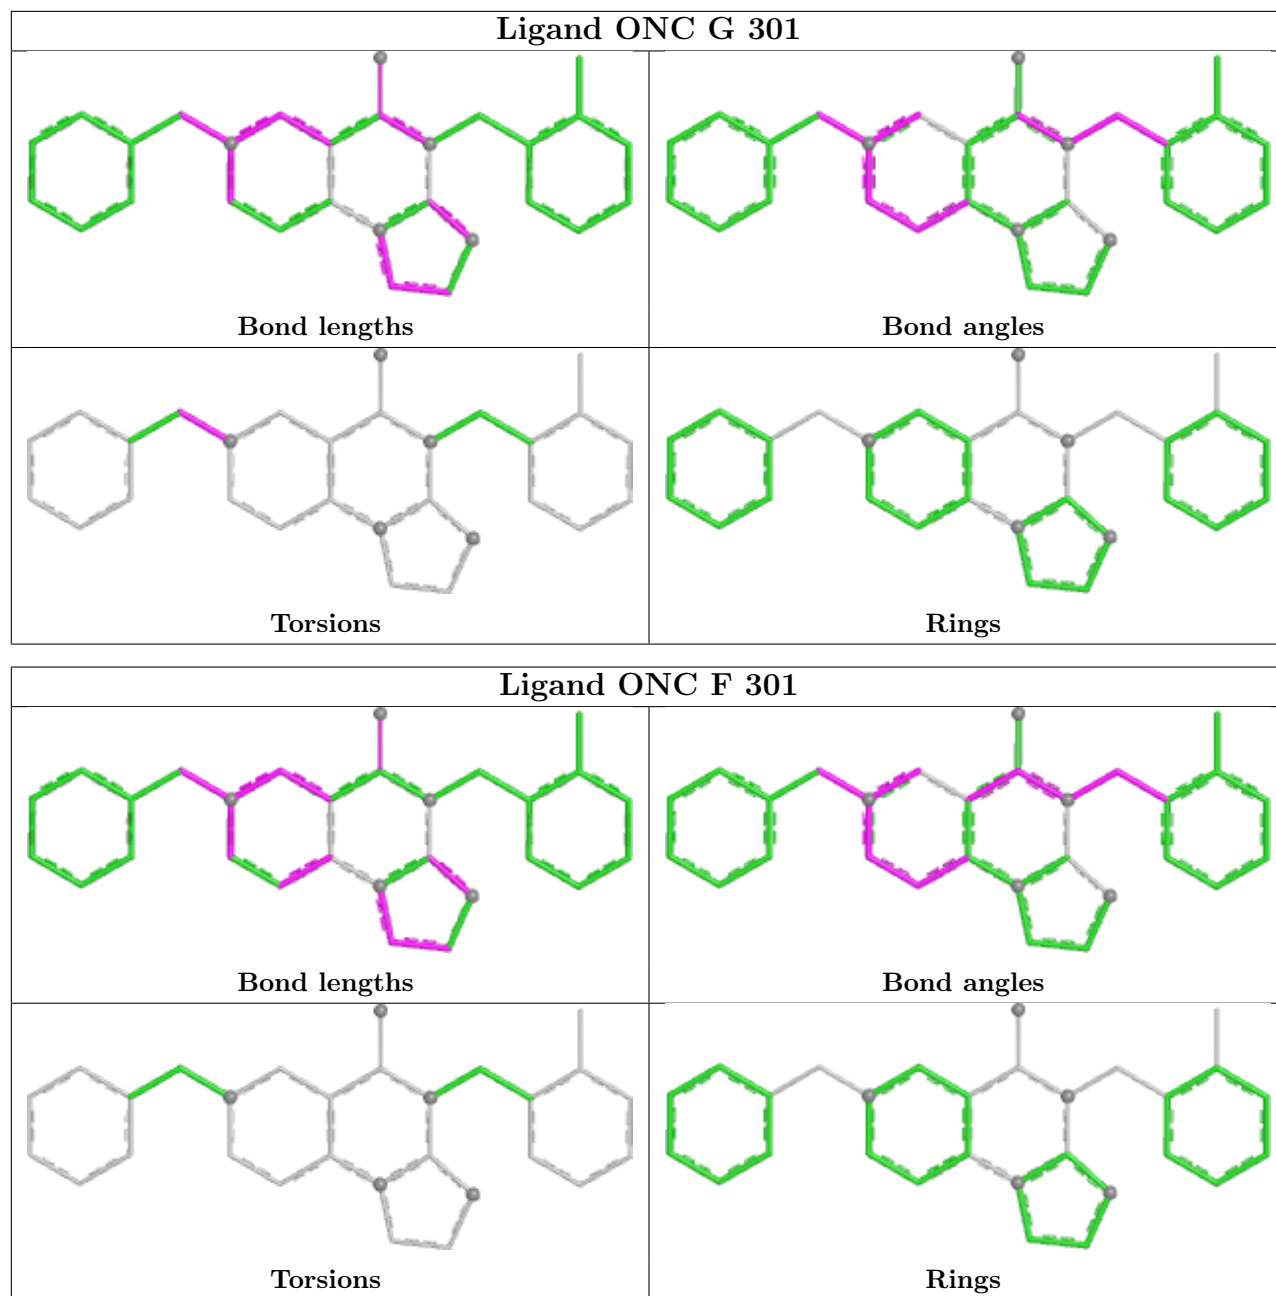 Ligand ONC G 301
Bond lengths
Bond angles
Torsions
Rings
Ligand ONC F 301
Bond lengths
Bond angles
Torsions
Rings